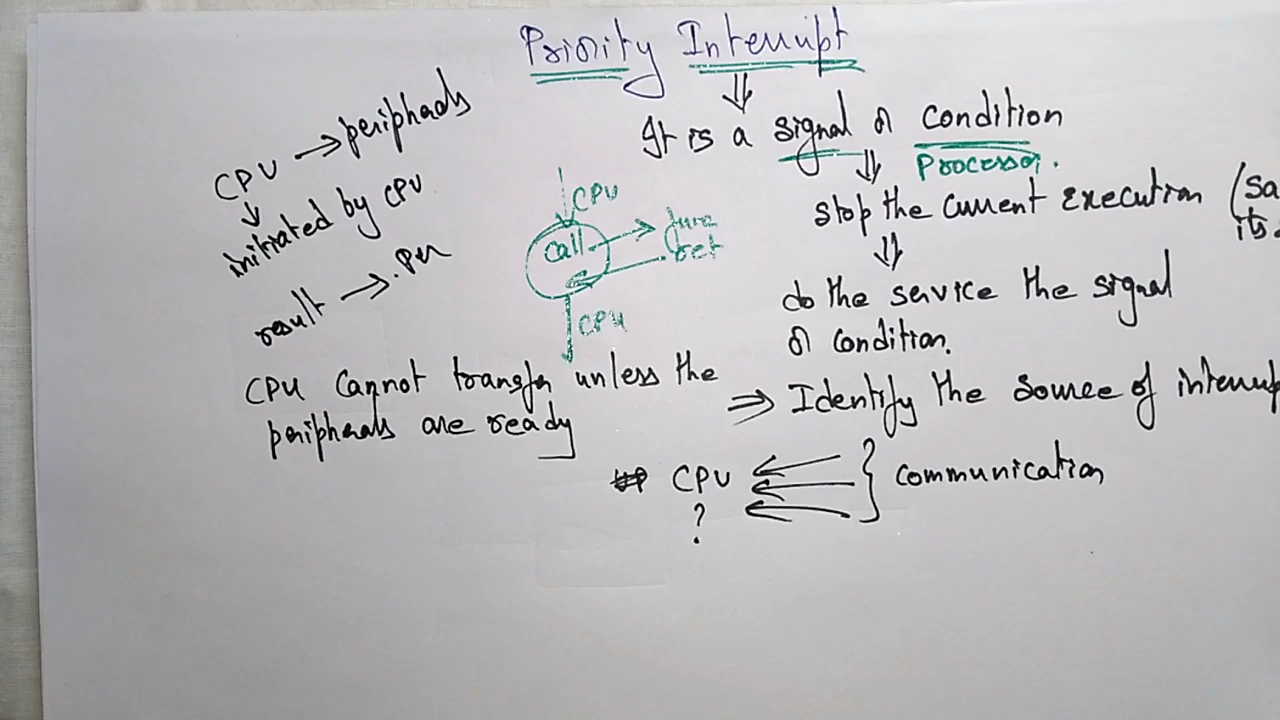 Priority Interrupt
It is a signal or condition
Processor.
stop the current execution (Sa
its.
do the service the signal
or condition.
⇒ Identify the source of interrup
CPU
?
communication
CPU → peripherals
initiated by CPU
result → . Per
CPU cannot transfer unless the
peripherals are ready
CPU
call
ret
CPU